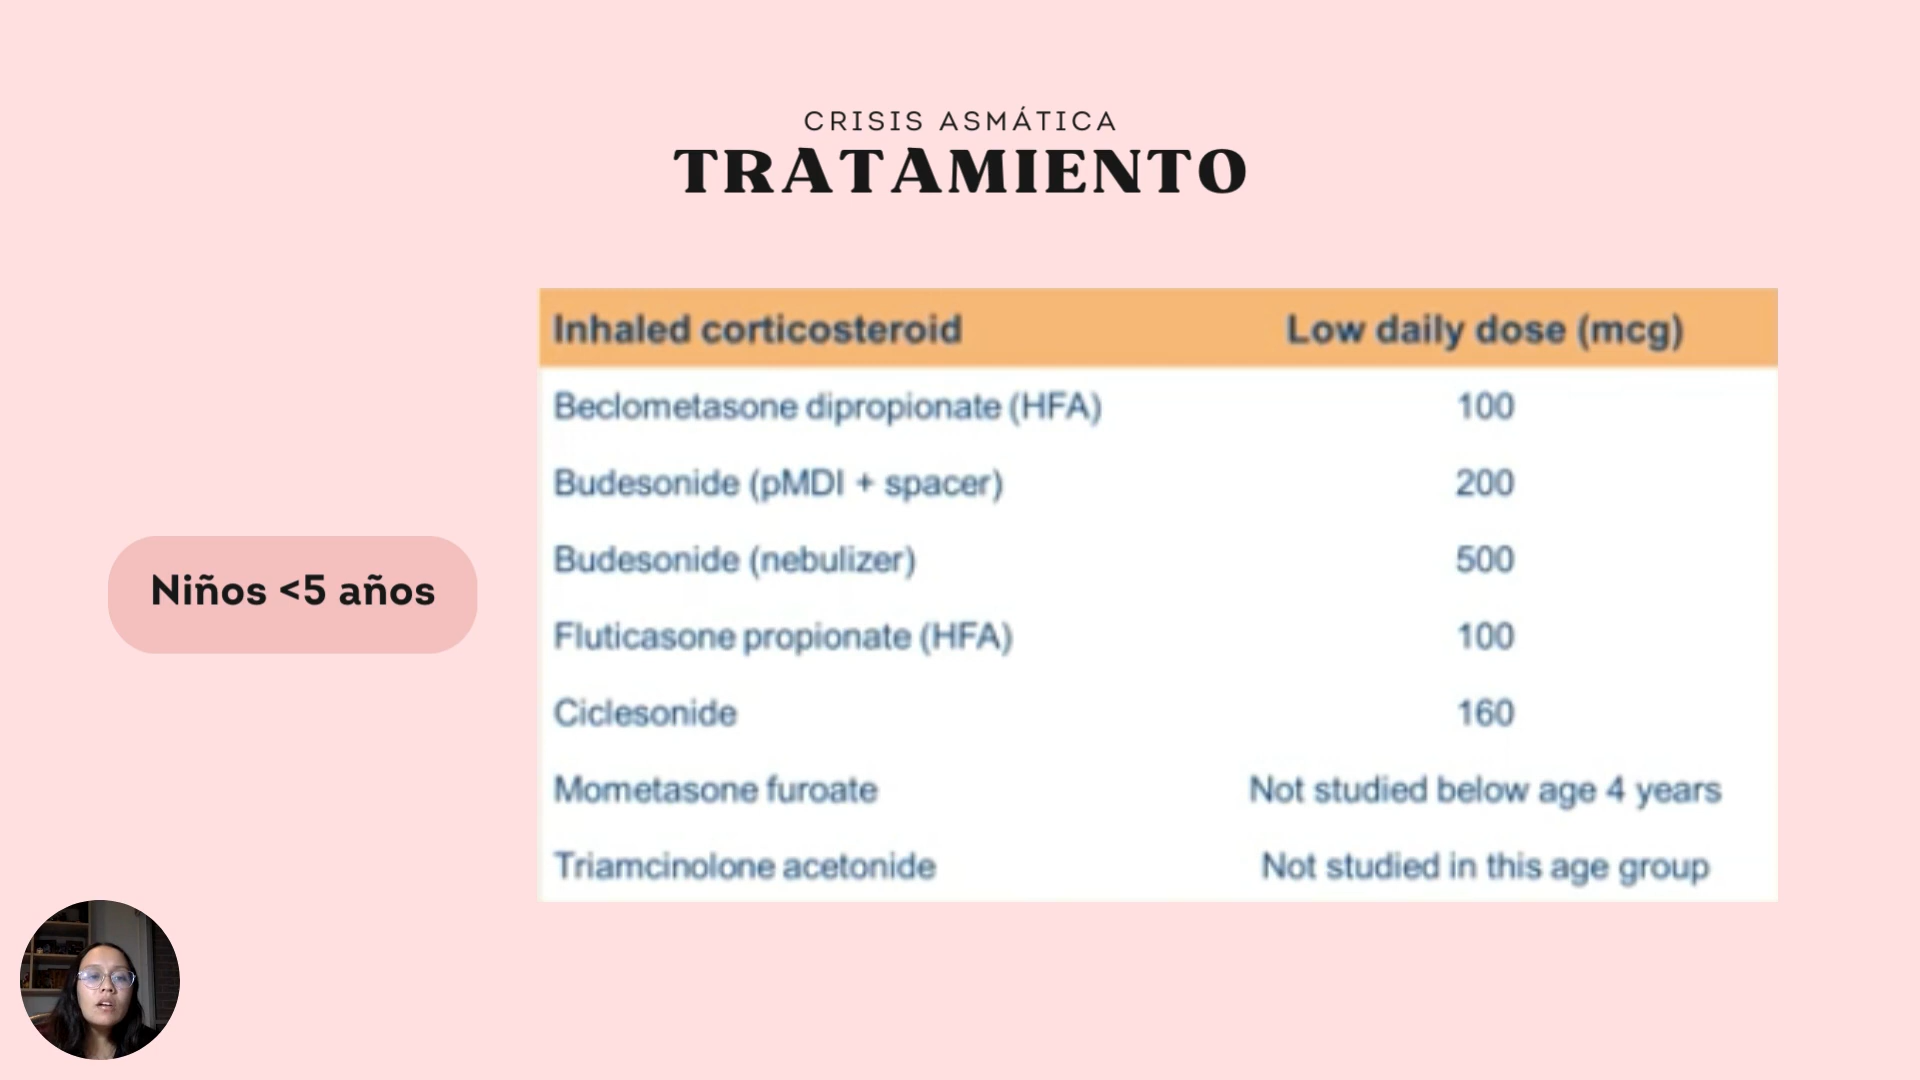 CRISIS ASMÁTICA
TRATAMIENTO
Niños <5 años
Inhaled corticosteroid Low daily dose (mcg)
Beclometasone dipropionate (HFA) 100
Budesonide (pMDI + spacer) 200
Budesonide (nebulizer) 500
Fluticasone propionate (HFA) 100
Ciclesonide 160
Mometasone furoate Not studied below age 4 years
Triamcinolone acetonide Not studied in this age group